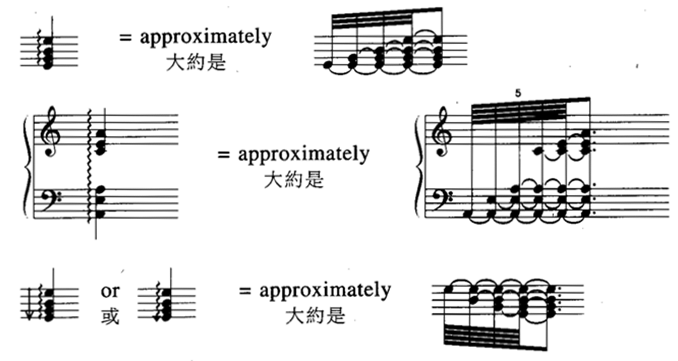 = approximately
大約是
5
= approximately
大約是
or = approximately
或 大約是